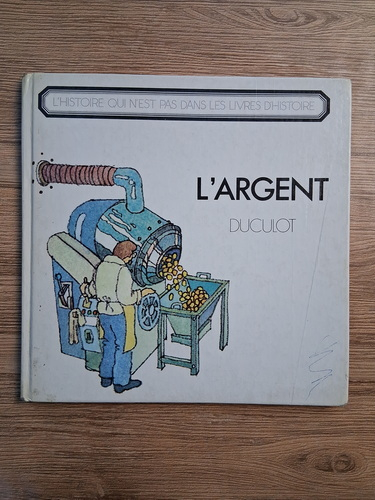 L'HISTOIRE QUI N'EST PAS DANS LES LIVRES D'HISTOIRE
L'ARGENT
DUCULOT